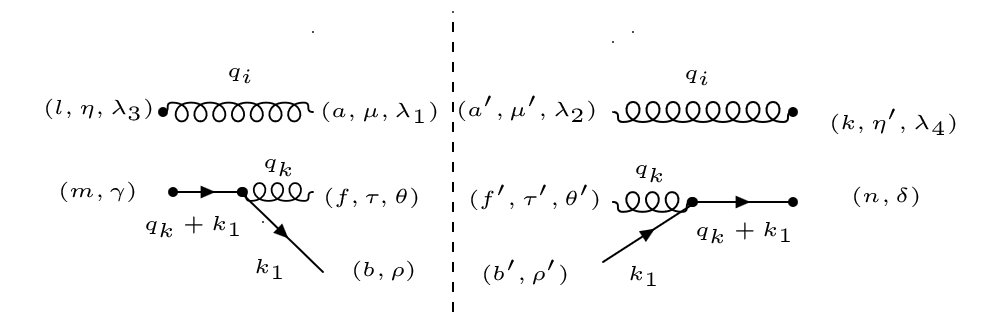 q_i q_i
(l, η, λ_3) (a, μ, λ_1) (a′, μ′, λ_2) (k, η′, λ_4)
q_k q_k
(m, γ) (f, τ, θ) (f′, τ′, θ′) (n, δ)
q_k + k_1 q_k + k_1
k_1 (b, ρ) (b′, ρ′) k_1